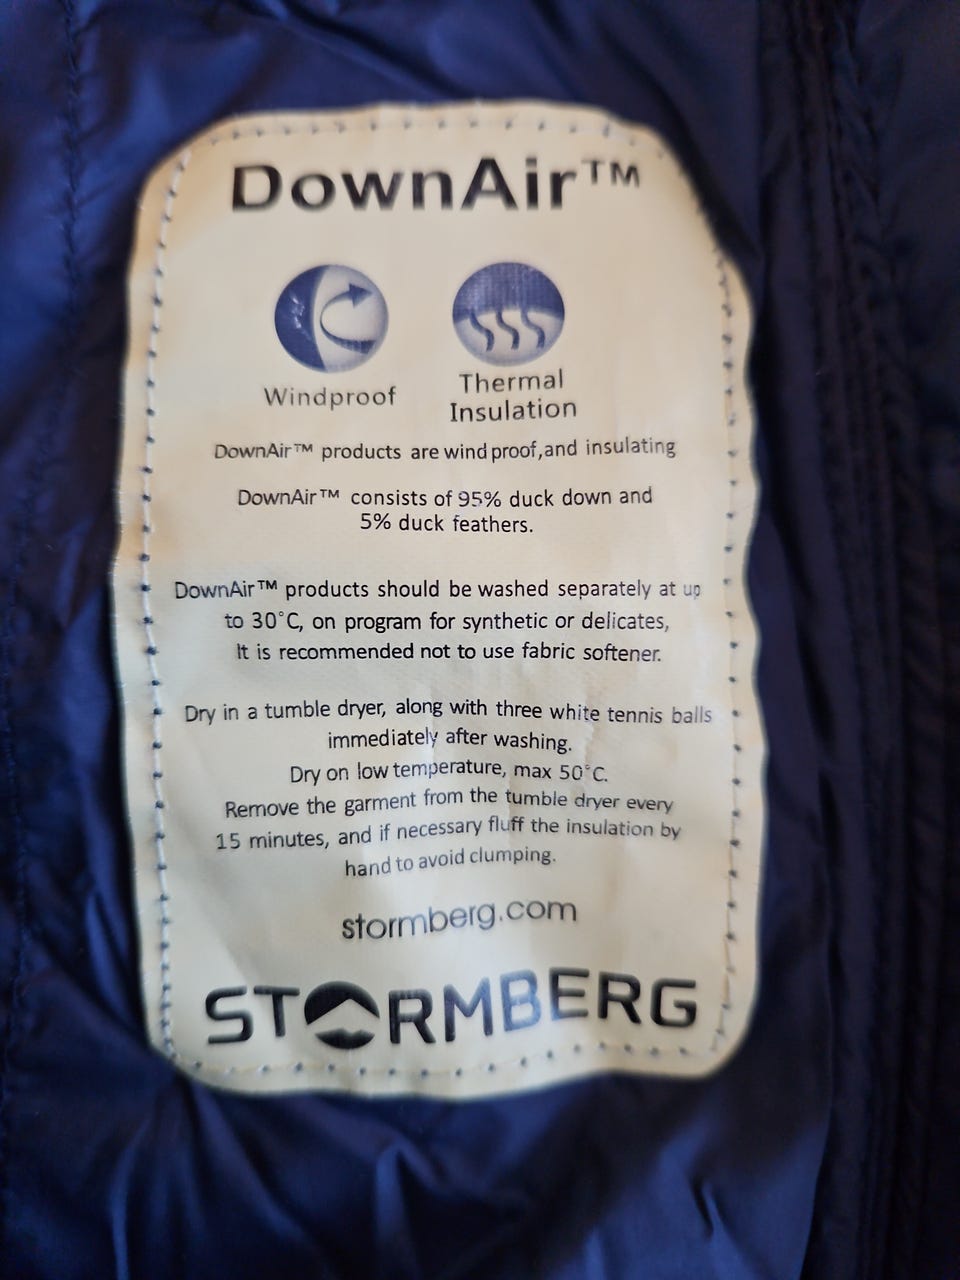 DownAir™
Windproof
Thermal
Insulation
DownAir™ products are wind proof,and insulating
DownAir™ consists of 95% duck down and
5% duck feathers.
DownAir™ products should be washed separately at up
to 30°C, on program for synthetic or delicates,
It is recommended not to use fabric softener.
Dry in a tumble dryer, along with three white tennis balls
immediately after washing.
Dry on low temperature, max 50°C.
Remove the garment from the tumble dryer every
15 minutes, and if necessary fluff the insulation by
hand to avoid clumping.
stormberg.com
STORMBERG